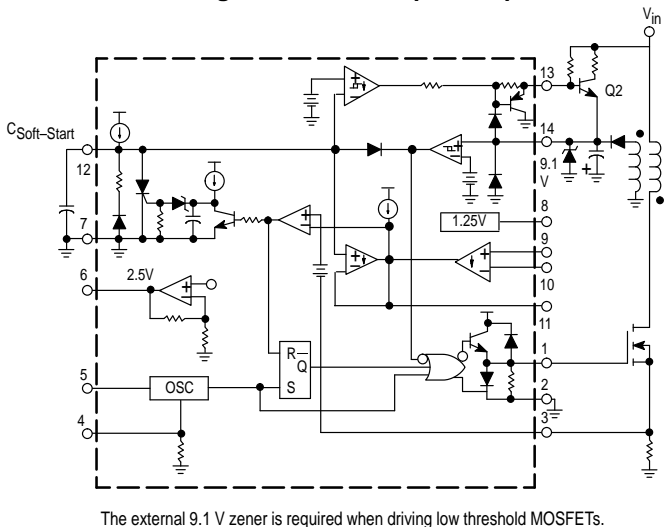 V_in
13
Q2
C_Soft–Start
14
12
9.1
V
8
1.25V
7
9
6
2.5V
10
11
R
Q̅
1
5
OSC
S
2
4
3
The external 9.1 V zener is required when driving low threshold MOSFETs.